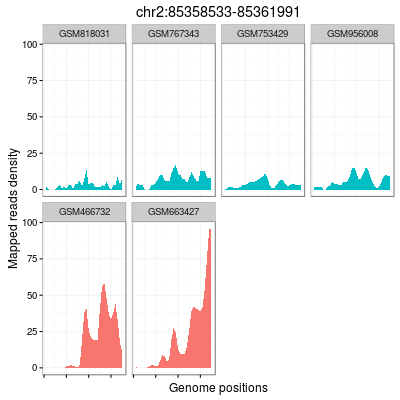 chr2:85358533-85361991
GSM818031 GSM767343 GSM753429 GSM956008
100
75
50
25
0
GSM466732 GSM663427
100
75
50
25
0
Mapped reads density
Genome positions